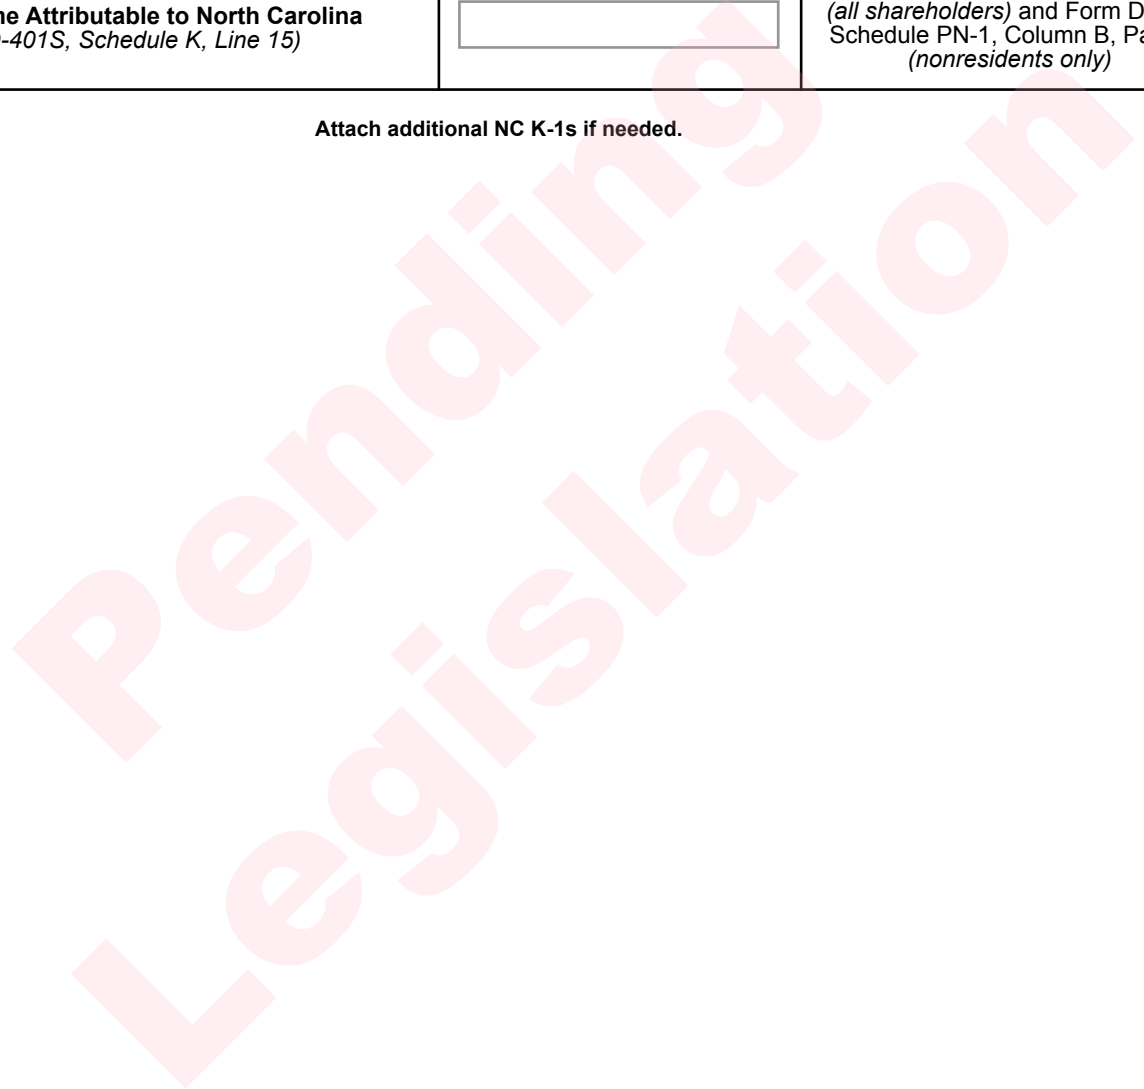 ne Attributable to North Carolina
-401S, Schedule K, Line 15)
(all shareholders) and Form D
Schedule PN-1, Column B, Pa
(nonresidents only)
Attach additional NC K-1s if needed.
Pending
Legislation